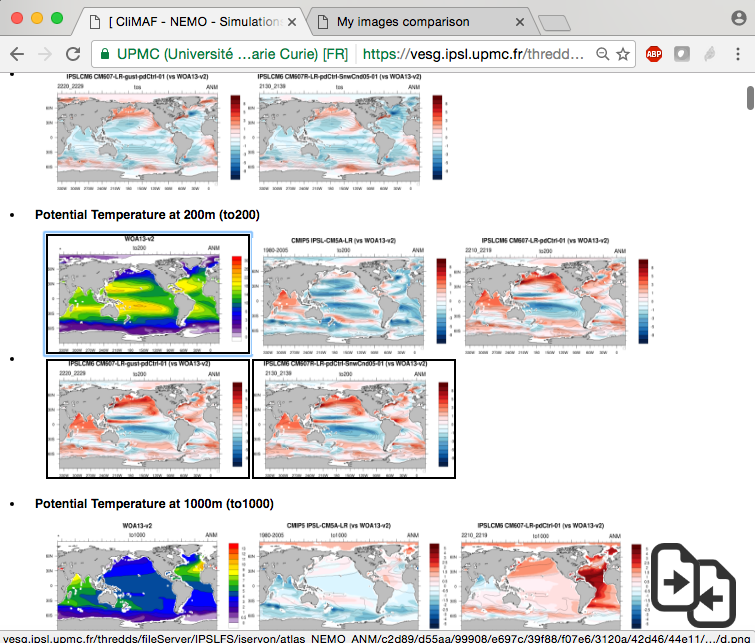 [ CliMAF - NEMO - Simulation
My images comparison
UPMC (Université ...arie Curie) [FR]
https://vesg.ipsl.upmc.fr/thredd...
ABP
IPSLCM6 CM607-LR-gust-pdCtrl-01 (vs WOA13-v2)
IPSLCM6 CM607R-LR-pdCtrl-SnwCnd05-01 (vs WOA13-v2)
2220_2229 tos ANM
2130_2139 tos ANM
• Potential Temperature at 200m (to200)
WOA13-v2
CMIP5 IPSL-CM5A-LR (vs WOA13-v2)
IPSLCM6 CM607-LR-pdCtrl-01 (vs WOA13-v2)
to200 ANM
1980-2005 to200 ANM
2210_2219 to200 ANM
IPSLCM6 CM607-LR-gust-pdCtrl-01 (vs WOA13-v2)
IPSLCM6 CM607R-LR-pdCtrl-SnwCnd05-01 (vs WOA13-v2)
2220_2229 to200 ANM
2130_2139 to200 ANM
• Potential Temperature at 1000m (to1000)
WOA13-v2
CMIP5 IPSL-CM5A-LR (vs WOA13-v2)
IPSLCM6 CM607-LR-pdCtrl-01 (vs WOA13-v2)
to1000 ANM
1980-2005 to1000 ANM
2210_2219 to1000 ANM
vesg.ipsl.upmc.fr/thredds/fileServer/IPSLFS/jservon/atlas_NEMO_ANM/c2d89/d55aa/99908/e697c/39f88/f07e6/3120a/42d46/44e11/.../d.png